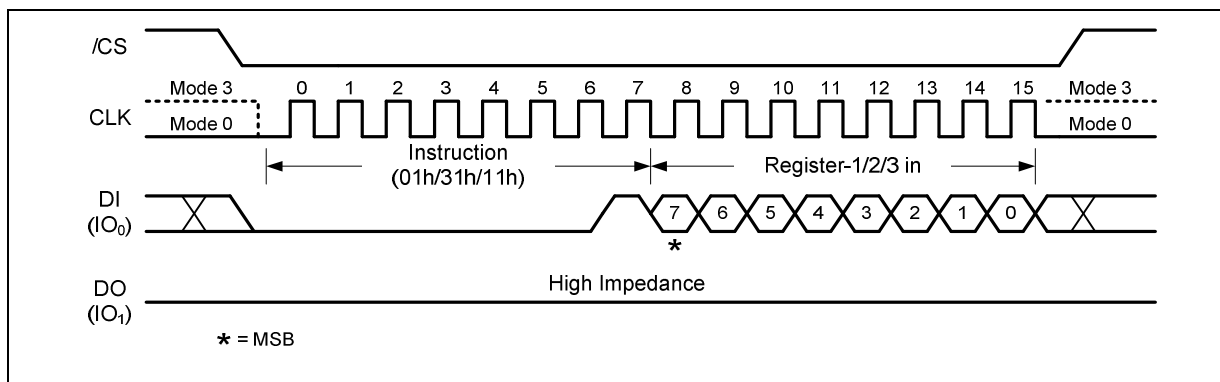 /CS
Mode 3 0 1 2 3 4 5 6 7 8 9 10 11 12 13 14 15 Mode 3
CLK Mode 0 Mode 0
Instruction
(01h/31h/11h)
Register-1/2/3 in
DI
(IO₀)
7 6 5 4 3 2 1 0
*
High Impedance
DO
(IO₁)
* = MSB